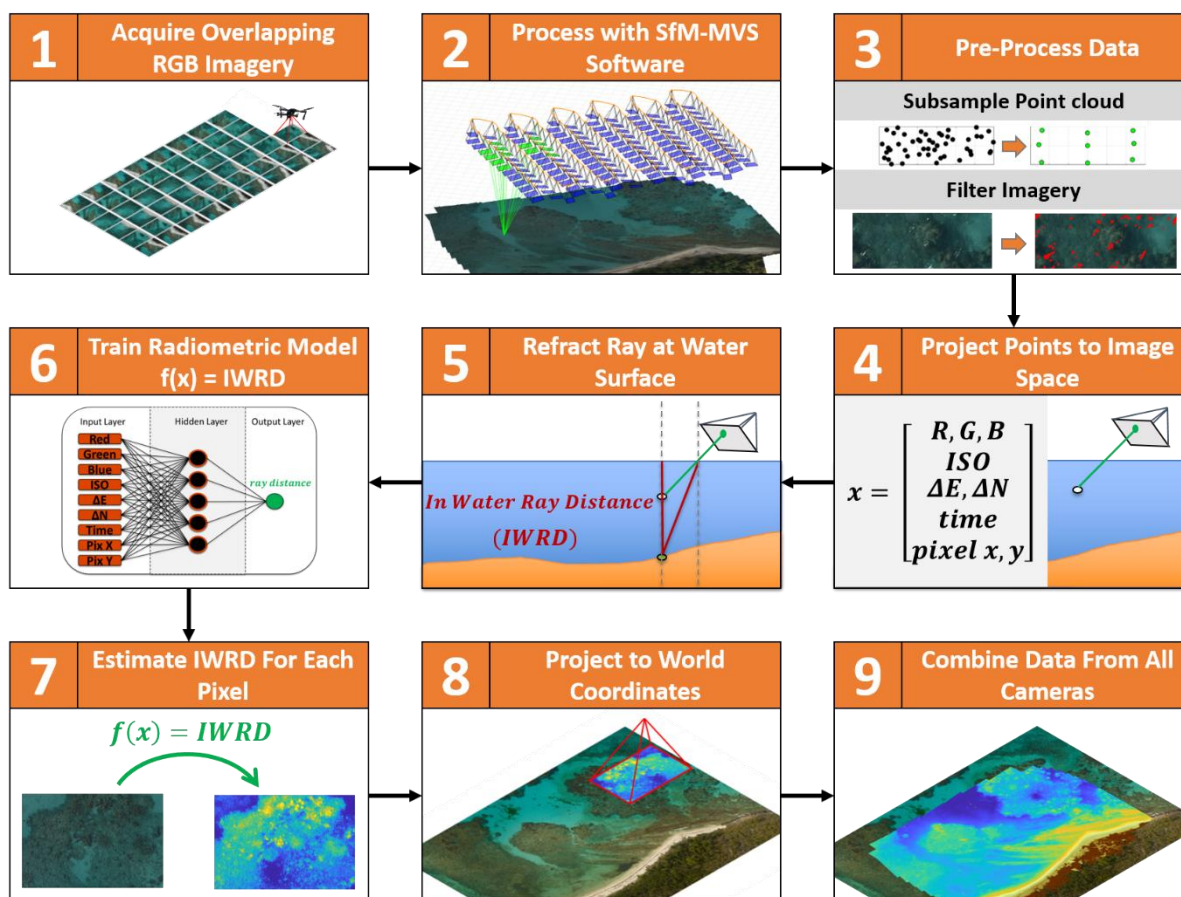 1
Acquire Overlapping
RGB Imagery
2
Process with SfM-MVS
Software
3
Pre-Process Data
Subsample Point cloud
Filter Imagery
6
Train Radiometric Model
f(x) = IWRD
Input Layer
Hidden Layer
Output Layer
Red
Green
Blue
ISO
ΔE
ΔN
Time
Pix X
Pix Y
ray distance
5
Refract Ray at Water
Surface
In Water Ray Distance
(IWRD)
4
Project Points to Image
Space
x =
R, G, B
ISO
ΔE, ΔN
time
pixel x, y
7
Estimate IWRD For Each
Pixel
f(x) = IWRD
8
Project to World
Coordinates
9
Combine Data From All
Cameras